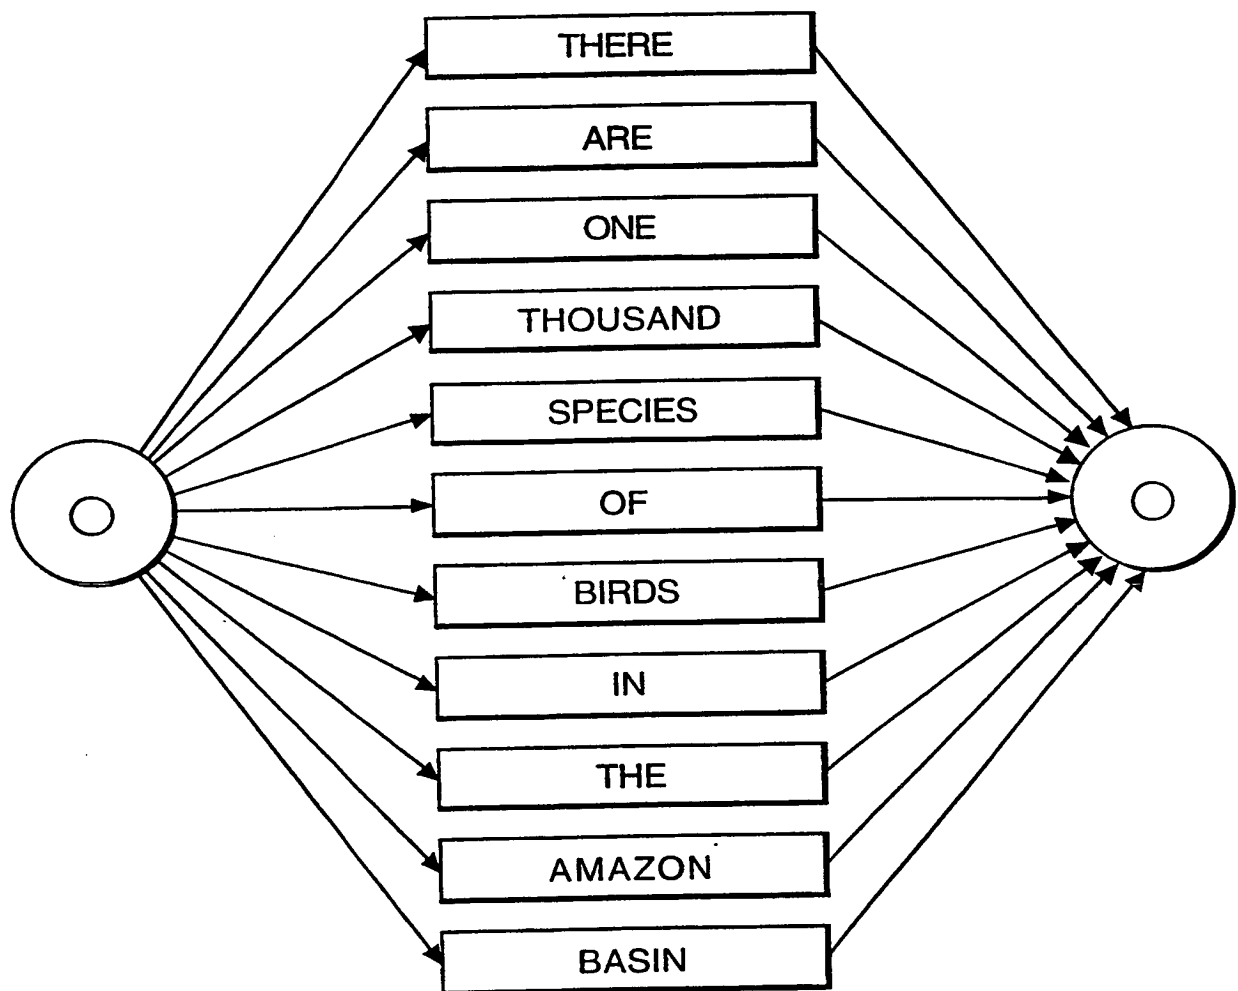 THERE
ARE
ONE
THOUSAND
SPECIES
OF
BIRDS
IN
THE
AMAZON
BASIN